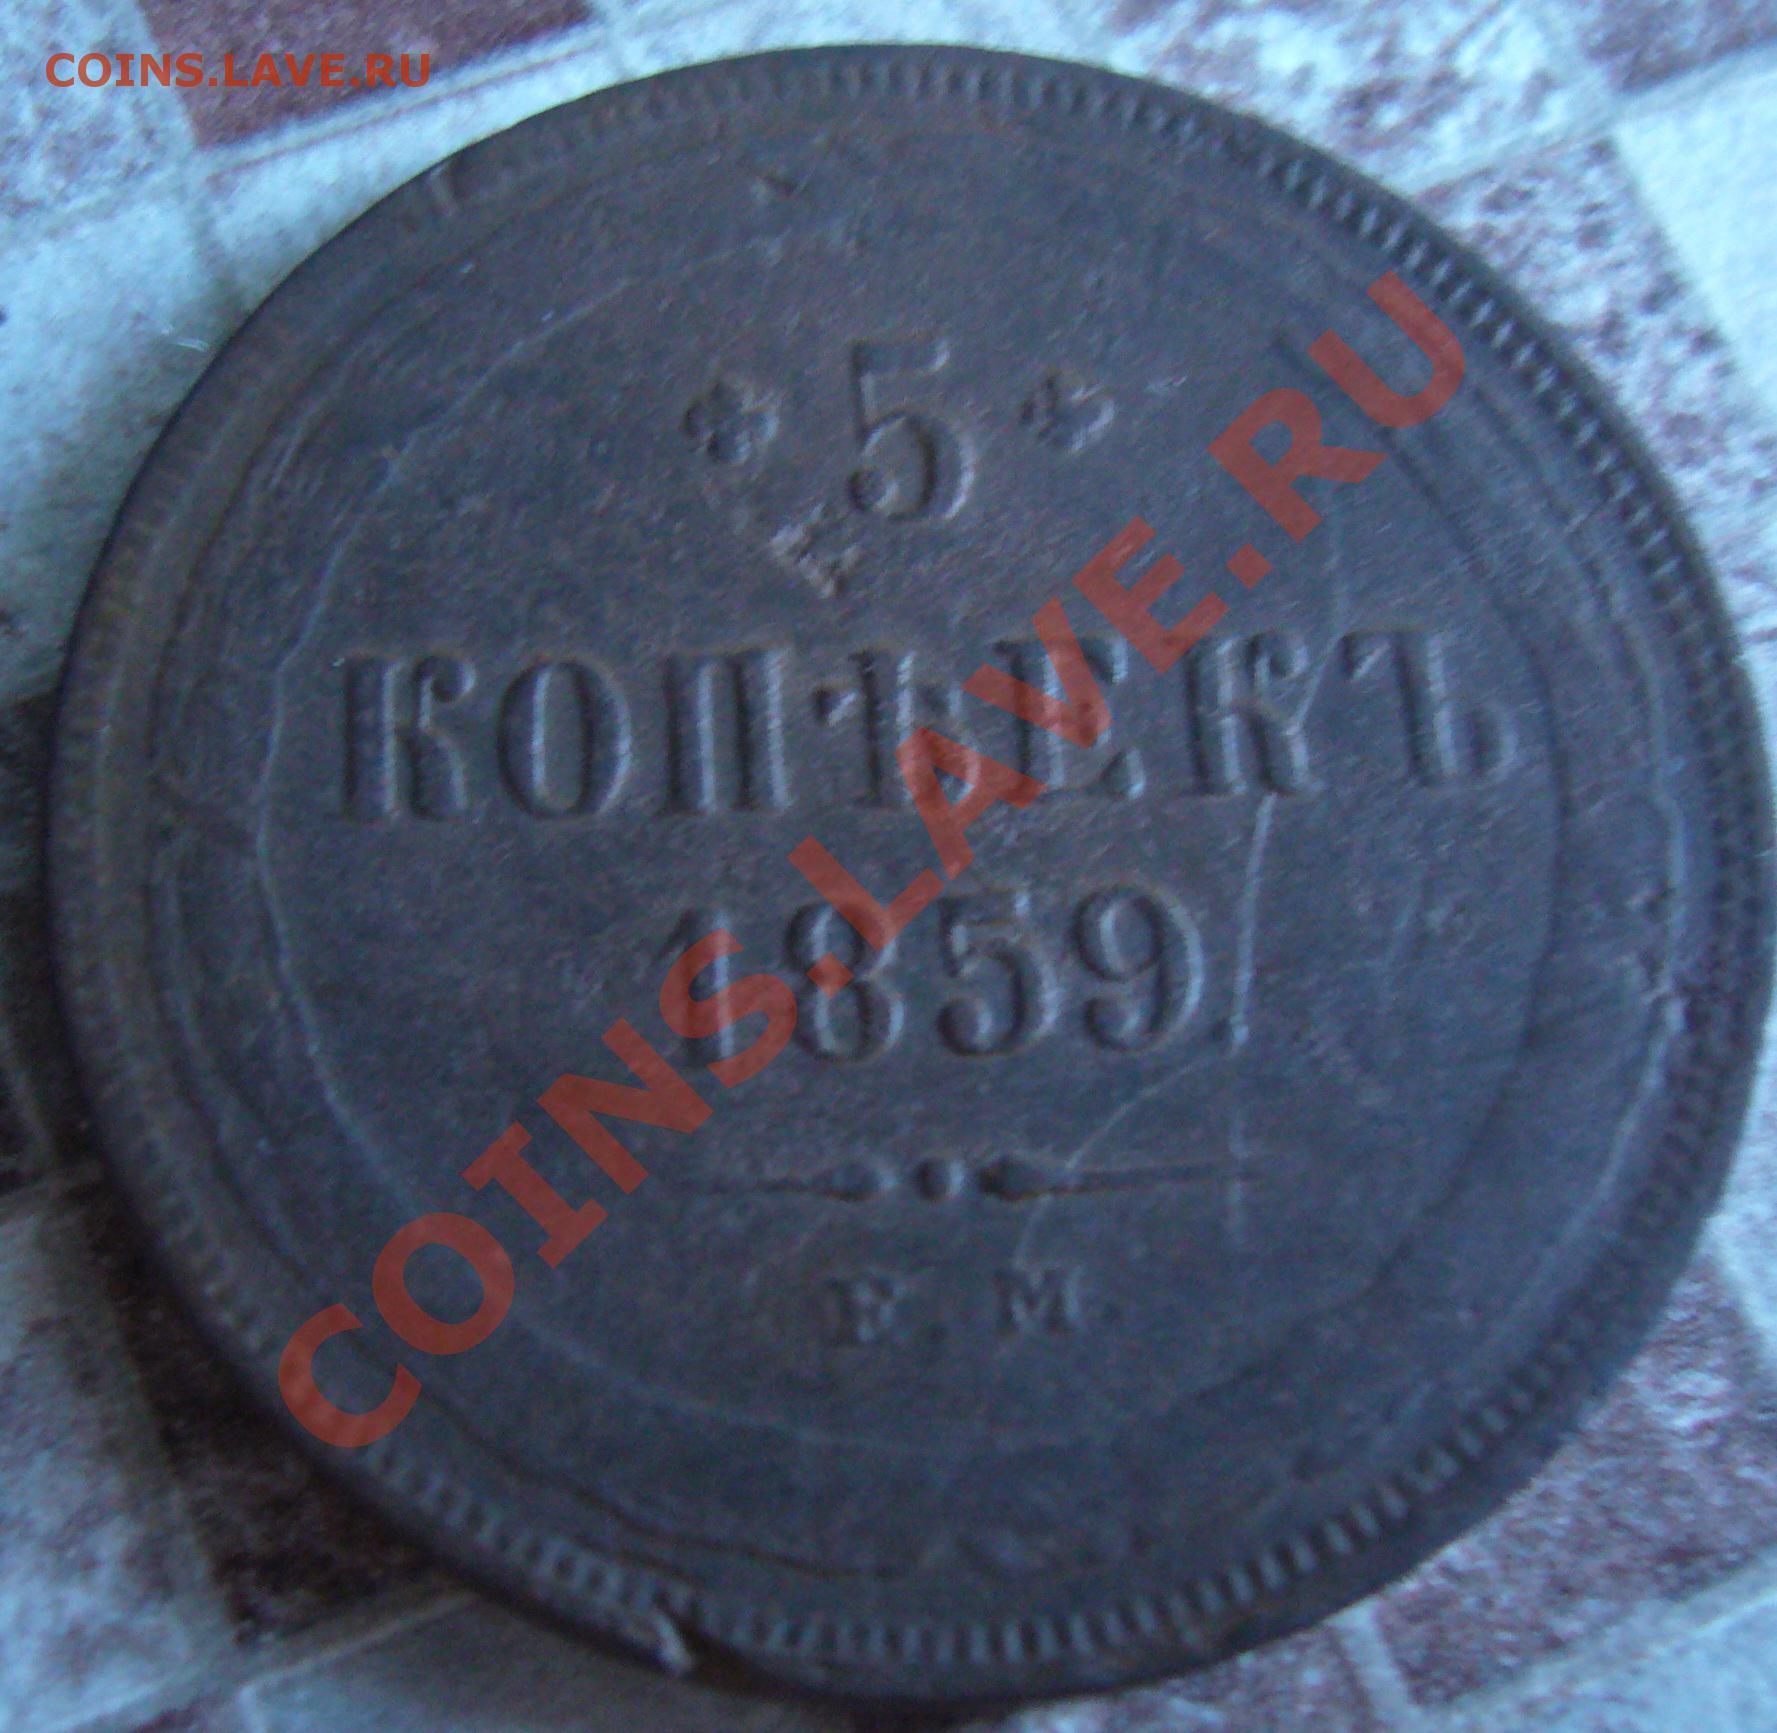 COINS.LAVE.RU
5
КОПѢЕКЪ
1859.
Е. М.
COINS.LAVE.RU